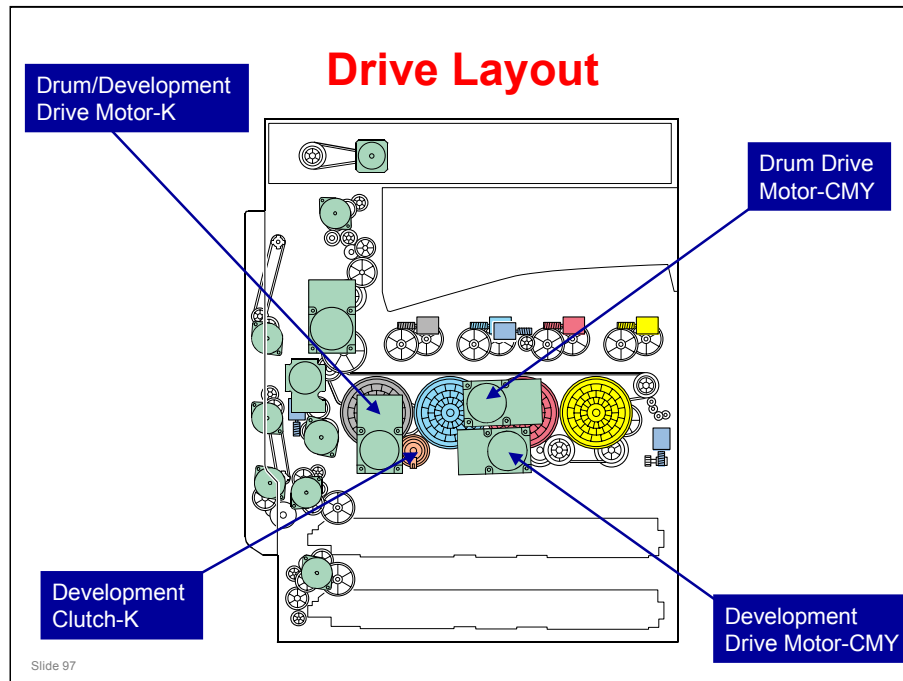 Drive Layout
Drum/Development
Drive Motor-K
Drum Drive
Motor-CMY
Development
Clutch-K
Development
Drive Motor-CMY
Slide 97